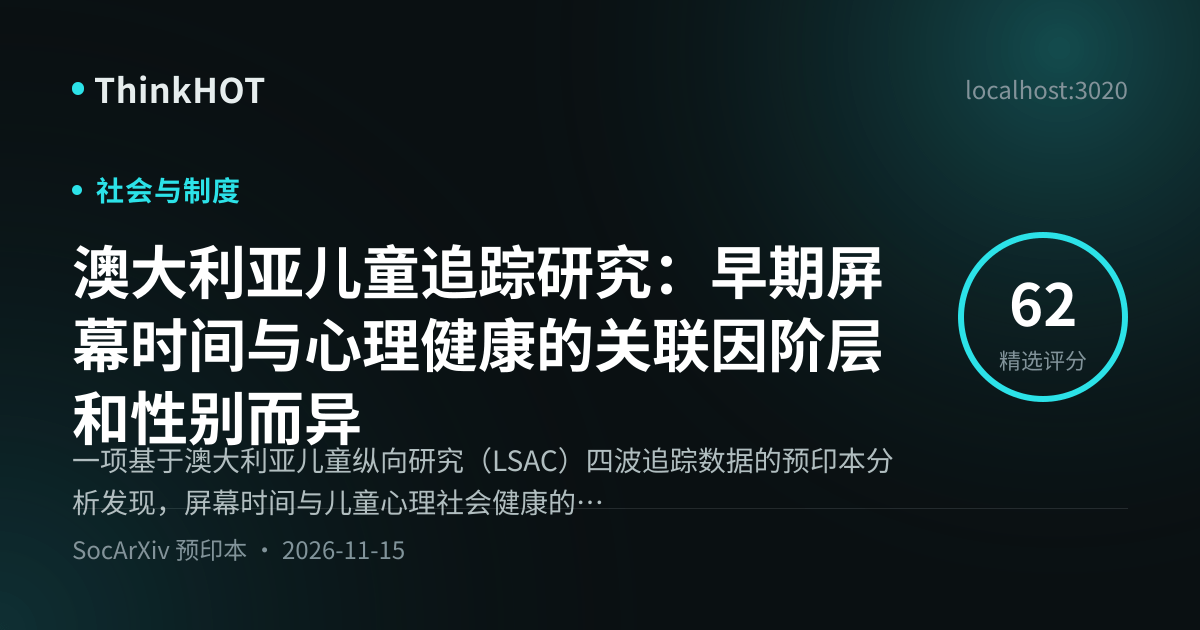 ThinkHOT
localhost:3020
社会与制度
澳大利亚儿童追踪研究：早期屏
幕时间与心理健康的关联因阶层
和性别而异
62
精选评分
一项基于澳大利亚儿童纵向研究（LSAC）四波追踪数据的预印本分
析发现，屏幕时间与儿童心理社会健康的…
SocArXiv 预印本 · 2026-11-15